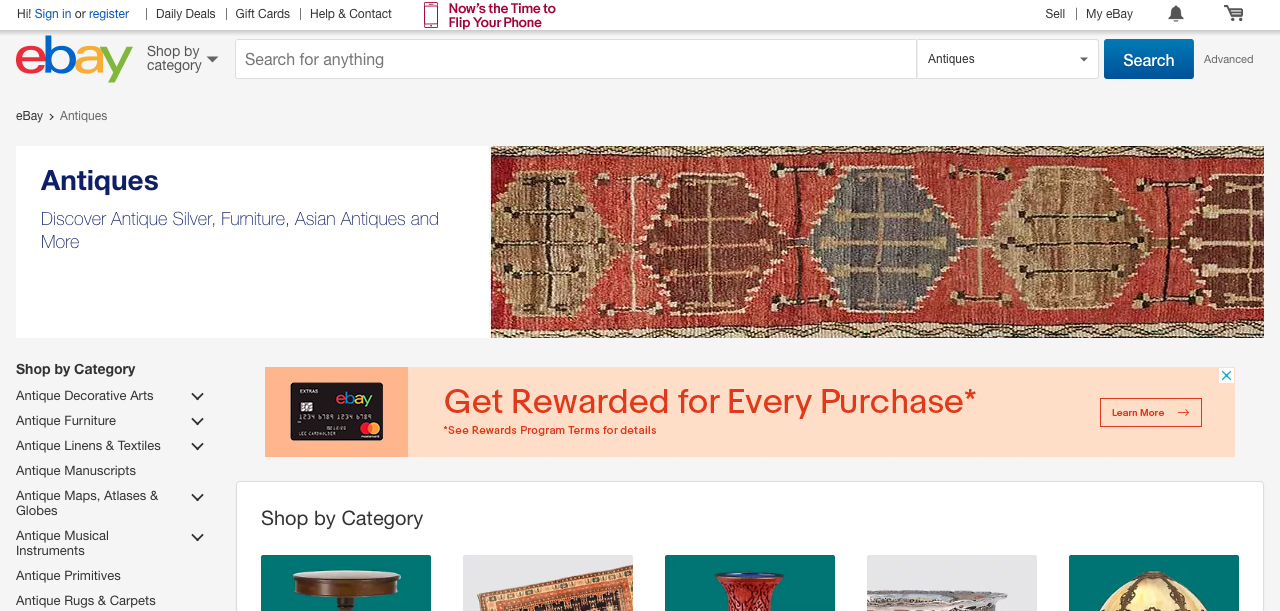 Hi! Sign in or register
Daily Deals
Gift Cards
Help & Contact
Now's the Time to
Flip Your Phone
Sell
My eBay
ebay
Shop by
category
Search for anything
Antiques
Search
Advanced
eBay
Antiques
Antiques
Discover Antique Silver, Furniture, Asian Antiques and
More
Shop by Category
Antique Decorative Arts
Antique Furniture
Antique Linens & Textiles
Antique Manuscripts
Antique Maps, Atlases &
Globes
Antique Musical
Instruments
Antique Primitives
Antique Rugs & Carpets
EXTRAS
ebay
1234 6789 1234 6789
LEE CARDHOLDER
mastercard
Get Rewarded for Every Purchase*
*See Rewards Program Terms for details
Learn More
Shop by Category